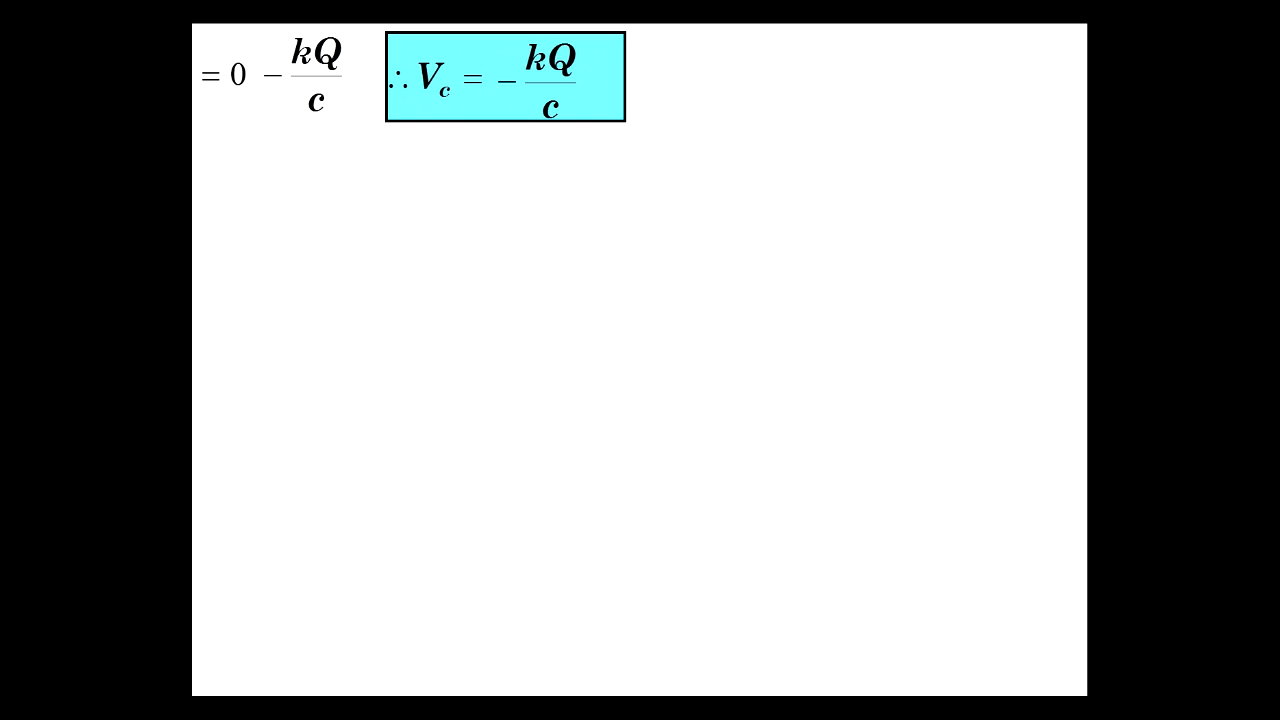 = 0 − kQ/c ∴ V_c = − kQ/c